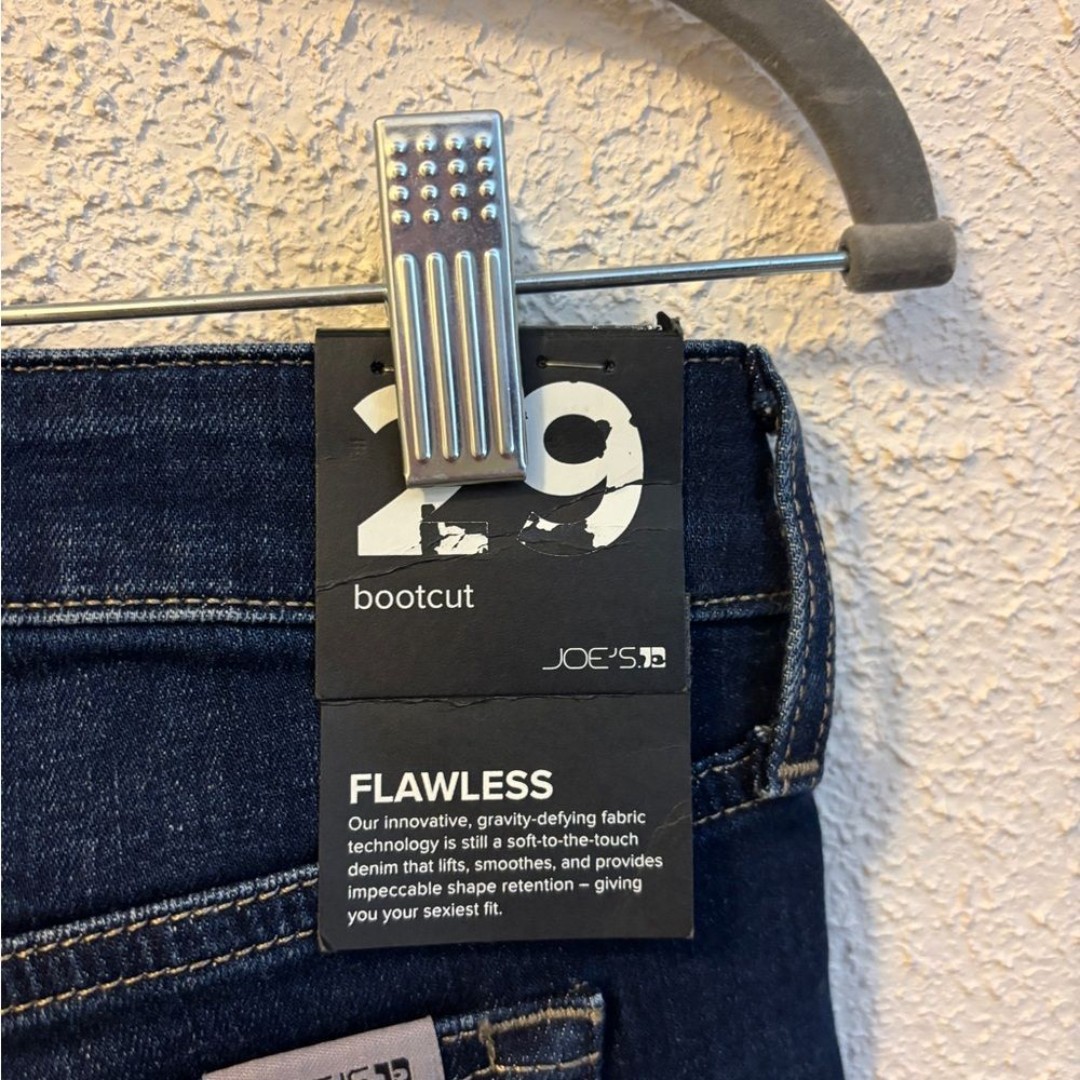 29
bootcut
JOE'S.
FLAWLESS
Our innovative, gravity-defying fabric
technology is still a soft-to-the-touch
denim that lifts, smoothes, and provides
impeccable shape retention – giving
you your sexiest fit.